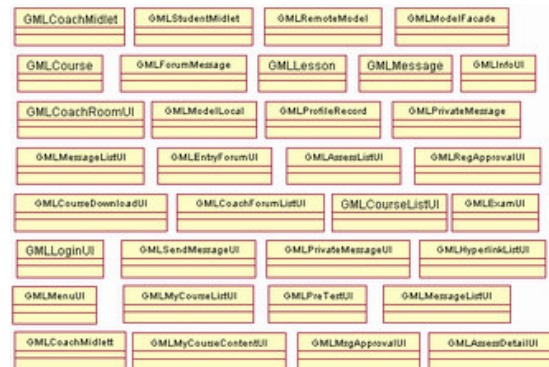 GMLCoachMidlet GMLStudentMidlet GMLRemoteModel GMLModelFacade
GMLCourse GMLForumMessage GMLLesson GMLMessage GMLInfoUI
GMLCoachRoomUI GMLModelLocal GMLProfileRecord GMLPrivateMessage
GMLMessageListUI GMLEntryForumUI GMLAssessListUI GMLRegApprovalUI
GMLCourseDownloadUI GMLCoachForumListUI GMLCourseListUI GMLExamUI
GMLLoginUI GMLSendMessageUI GMLPrivateMessageUI GMLHyperlinkListUI
GMLMenuUI GMLMyCourseListUI GMLPreTestUI GMLMessageListUI
GMLCoachMidlett GMLMyCourseContentUI GMLMsgApprovalUI GMLAssessDetailUI